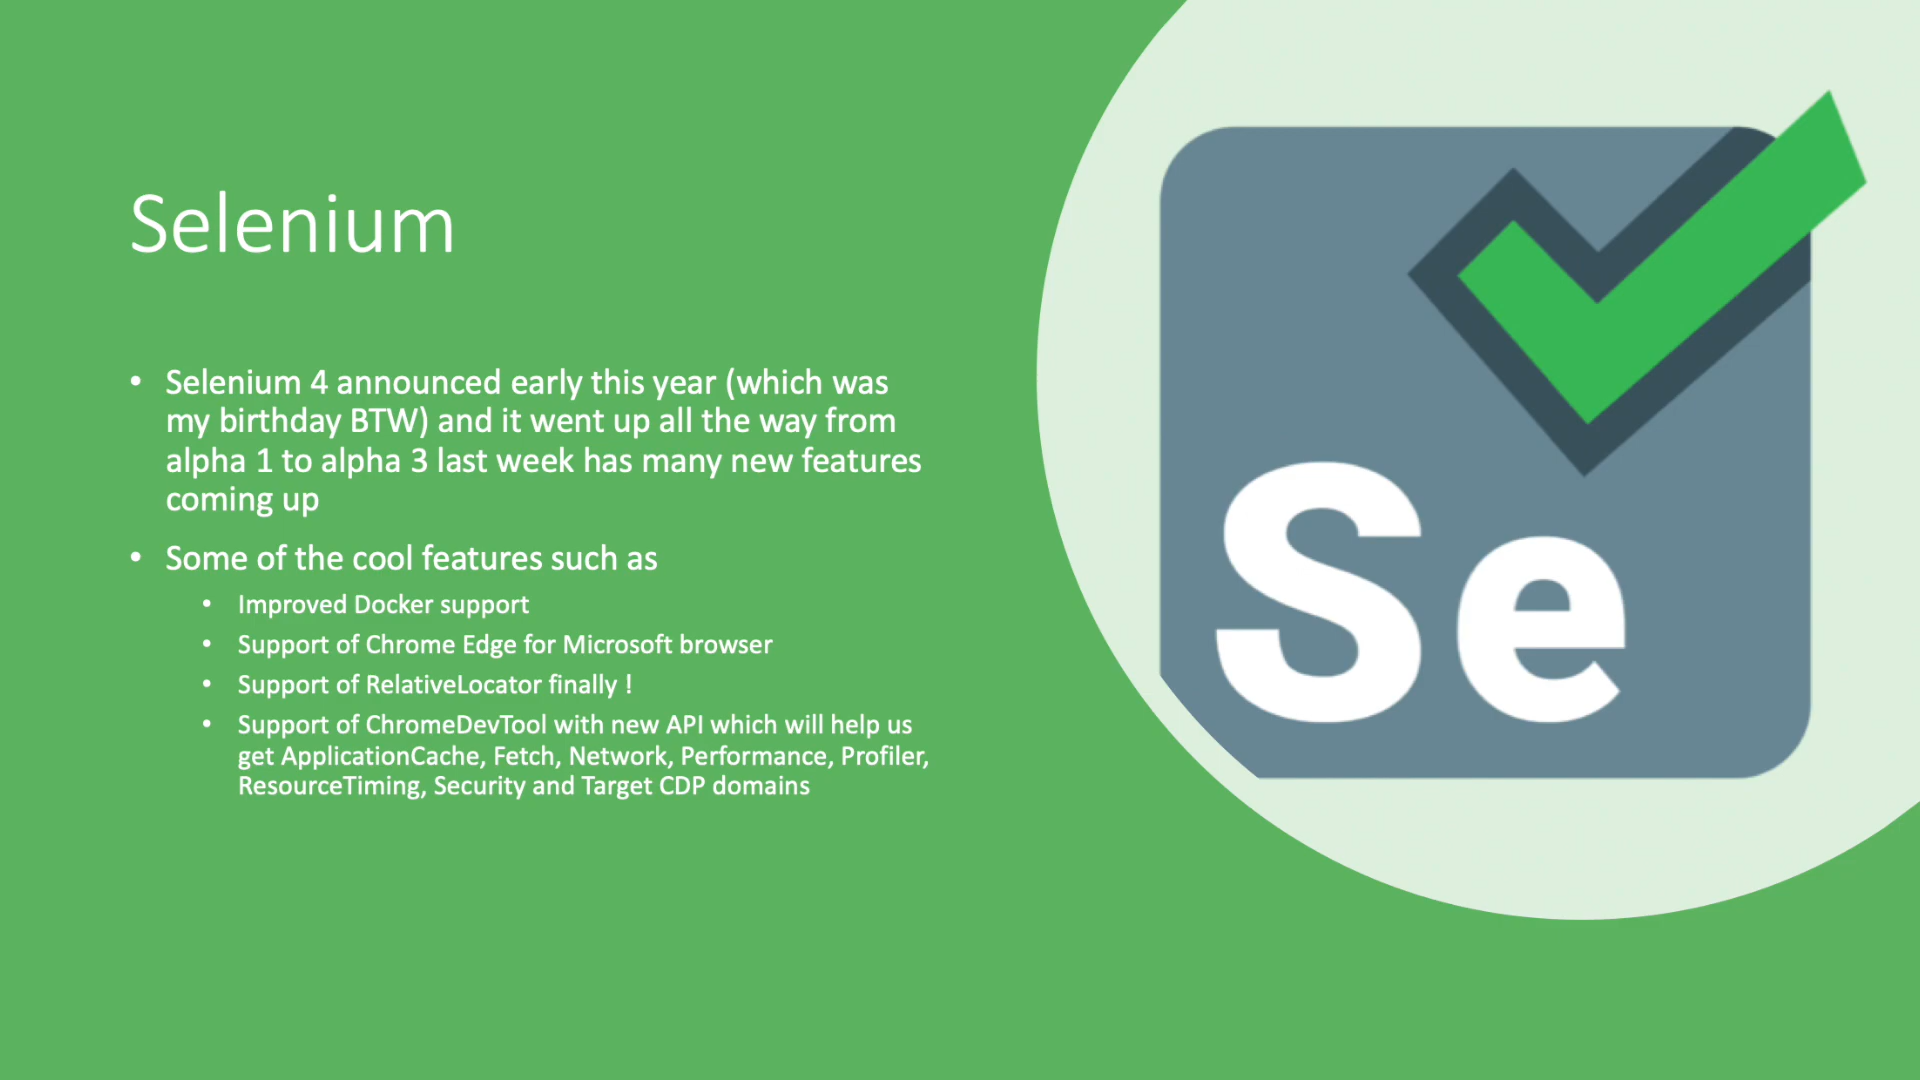 Selenium
• Selenium 4 announced early this year (which was
my birthday BTW) and it went up all the way from
alpha 1 to alpha 3 last week has many new features
coming up
• Some of the cool features such as
• Improved Docker support
• Support of Chrome Edge for Microsoft browser
• Support of RelativeLocator finally !
• Support of ChromeDevTool with new API which will help us
get ApplicationCache, Fetch, Network, Performance, Profiler,
ResourceTiming, Security and Target CDP domains
Se